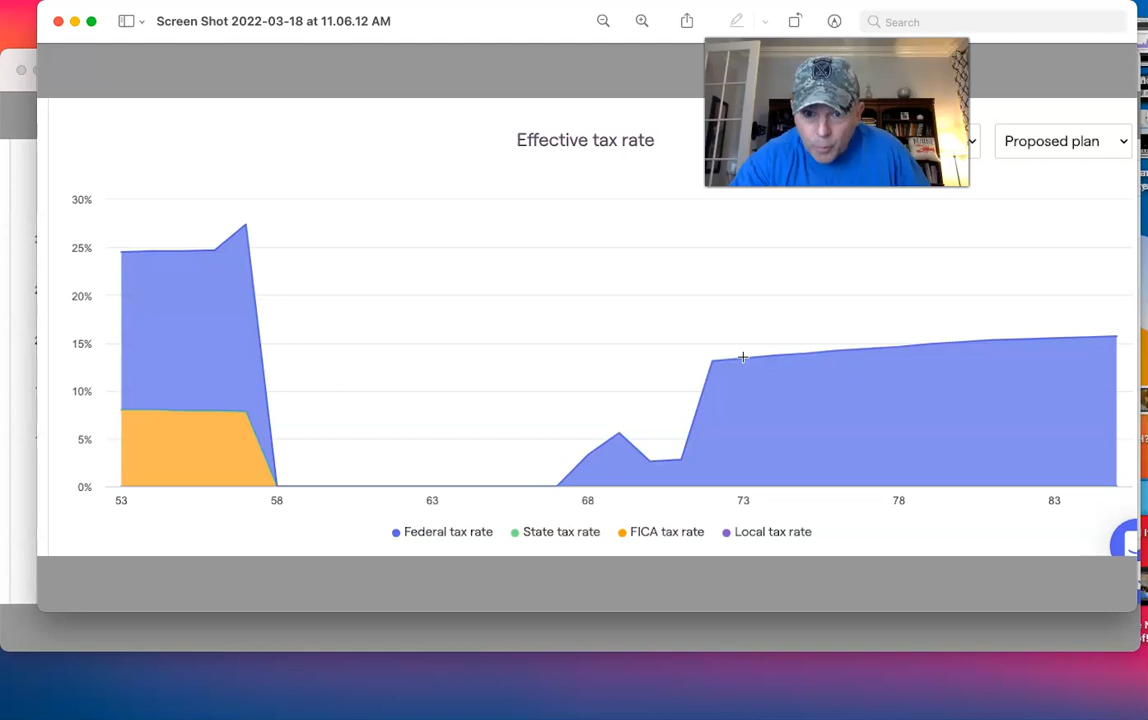 Screen Shot 2022-03-18 at 11.06.12 AM
Search
Effective tax rate
Proposed plan
30%
25%
20%
15%
10%
5%
0%
53 58 63 68 73 78 83
Federal tax rate State tax rate FICA tax rate Local tax rate